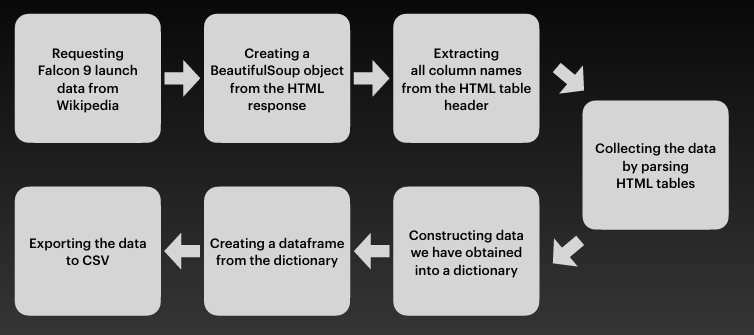 Requesting
Falcon 9 launch
data from
Wikipedia
Creating a
BeautifulSoup object
from the HTML
response
Extracting
all column names
from the HTML table
header
Collecting the data
by parsing
HTML tables
Constructing data
we have obtained
into a dictionary
Creating a dataframe
from the dictionary
Exporting the data
to CSV